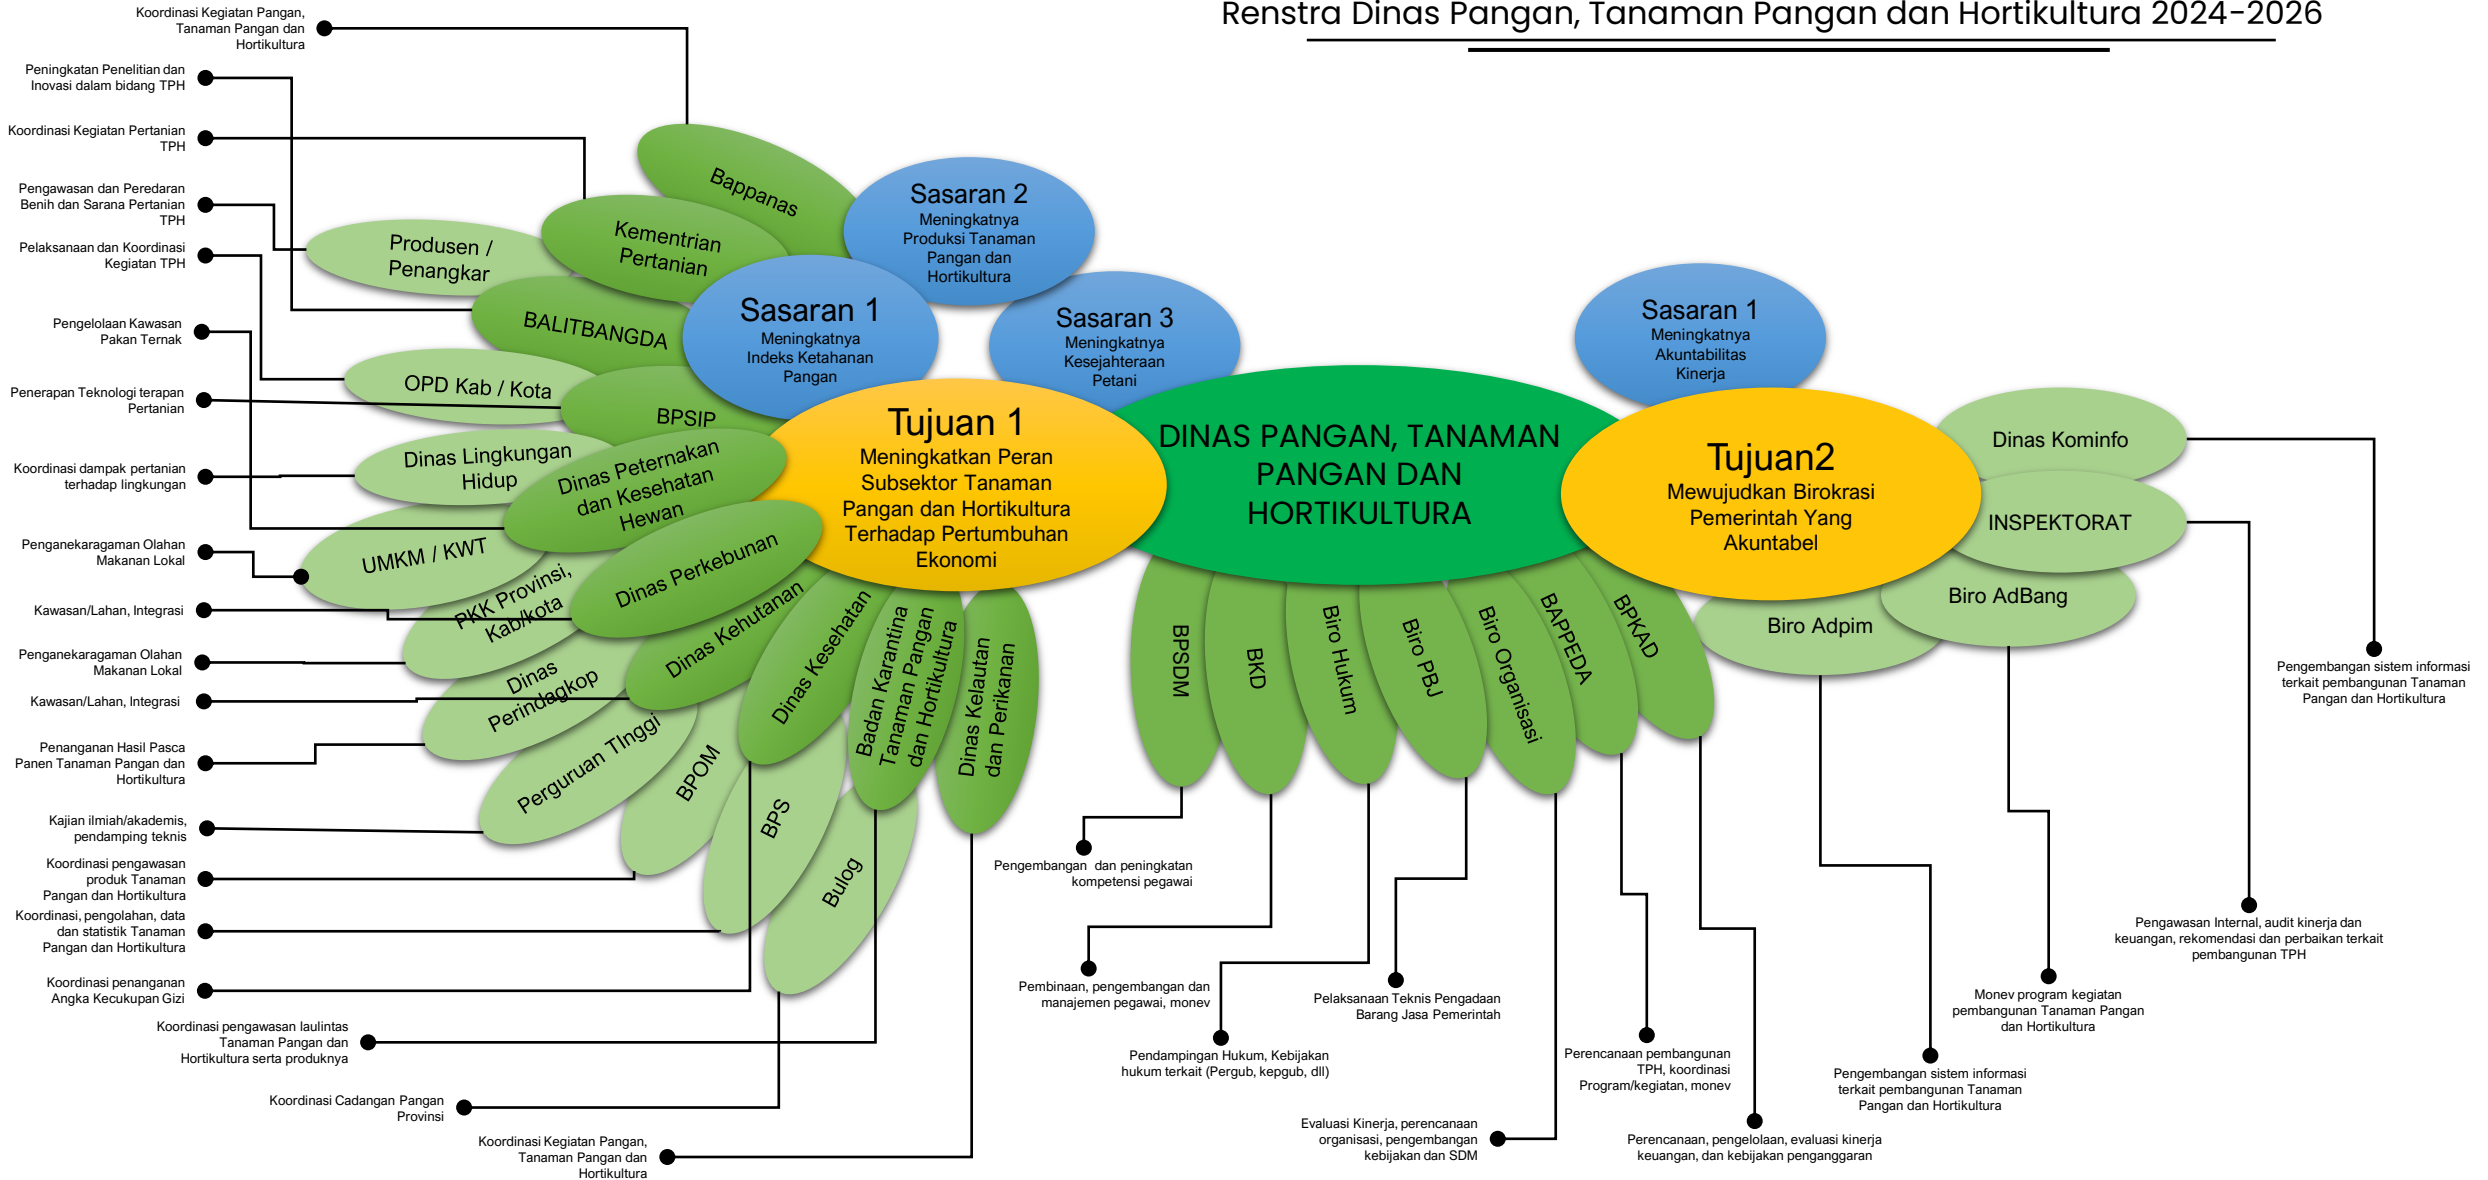 Renstra Dinas Pangan, Tanaman Pangan dan Hortikultura 2024-2026
Koordinasi Kegiatan Pangan,
Tanaman Pangan dan
Hortikultura
Peningkatan Penelitian dan
Inovasi dalam bidang TPH
Koordinasi Kegiatan Pertanian
TPH
Pengawasan dan Peredaran
Benih dan Sarana Pertanian
TPH
Pelaksanaan dan Koordinasi
Kegiatan TPH
Pengelolaan Kawasan
Pakan Ternak
Penerapan Teknologi terapan
Pertanian
Koordinasi dampak pertanian
terhadap lingkungan
Penganekaragaman Olahan
Makanan Lokal
Kawasan/Lahan, Integrasi
Penganekaragaman Olahan
Makanan Lokal
Kawasan/Lahan, Integrasi
Penanganan Hasil Pasca
Panen Tanaman Pangan dan
Hortikultura
Kajian ilmiah/akademis,
pendamping teknis
Koordinasi pengawasan
produk Tanaman
Pangan dan Hortikultura
Koordinasi, pengolahan, data
dan statistik Tanaman
Pangan dan Hortikultura
Koordinasi penanganan
Angka Kecukupan Gizi
Koordinasi pengawasan laulintas
Tanaman Pangan dan
Hortikultura serta produknya
Koordinasi Cadangan Pangan
Provinsi
Koordinasi Kegiatan Pangan,
Tanaman Pangan dan
Hortikultura
Bappanas
Kementrian
Pertanian
Produsen /
Penangkar
BALITBANGDA
OPD Kab / Kota
BPSIP
Dinas Lingkungan
Hidup
Dinas Peternakan
dan Kesehatan
Hewan
UMKM / KWT
Dinas Perkebunan
PKK Provinsi,
Kab/kota
Dinas Kehutanan
Dinas
Perindagkop
Perguruan TInggi
Dinas Kesehatan
BPOM
BPS
Bulog
Badan Karantina
Tanaman Pangan
dan Hortikultura
Dinas Kelautan
dan Perikanan
Sasaran 1
Meningkatnya
Indeks Ketahanan
Pangan
Sasaran 2
Meningkatnya
Produksi Tanaman
Pangan dan
Hortikultura
Sasaran 3
Meningkatnya
Kesejahteraan
Petani
Tujuan 1
Meningkatkan Peran
Subsektor Tanaman
Pangan dan Hortikultura
Terhadap Pertumbuhan
Ekonomi
DINAS PANGAN, TANAMAN
PANGAN DAN
HORTIKULTURA
Sasaran 1
Meningkatnya
Akuntabilitas
Kinerja
Tujuan2
Mewujudkan Birokrasi
Pemerintah Yang
Akuntabel
Dinas Kominfo
INSPEKTORAT
Biro AdBang
Biro Adpim
BPSDM
BKD
Biro Hukum
Biro PBJ
Biro Organisasi
BAPPEDA
BPKAD
Pengembangan  dan peningkatan
kompetensi pegawai
Pembinaan, pengembangan dan
manajemen pegawai, monev
Pendampingan Hukum, Kebijakan
hukum terkait (Pergub, kepgub, dll)
Pelaksanaan Teknis Pengadaan
Barang Jasa Pemerintah
Evaluasi Kinerja, perencanaan
organisasi, pengembangan
kebijakan dan SDM
Perencanaan pembangunan
TPH, koordinasi
Program/kegiatan, monev
Perencanaan, pengelolaan, evaluasi kinerja
keuangan, dan kebijakan penganggaran
Pengembangan sistem informasi
terkait pembangunan Tanaman
Pangan dan Hortikultura
Monev program kegiatan
pembangunan Tanaman Pangan
dan Hortikultura
Pengawasan Internal, audit kinerja dan
keuangan, rekomendasi dan perbaikan terkait
pembangunan TPH
Pengembangan sistem informasi
terkait pembangunan Tanaman
Pangan dan Hortikultura